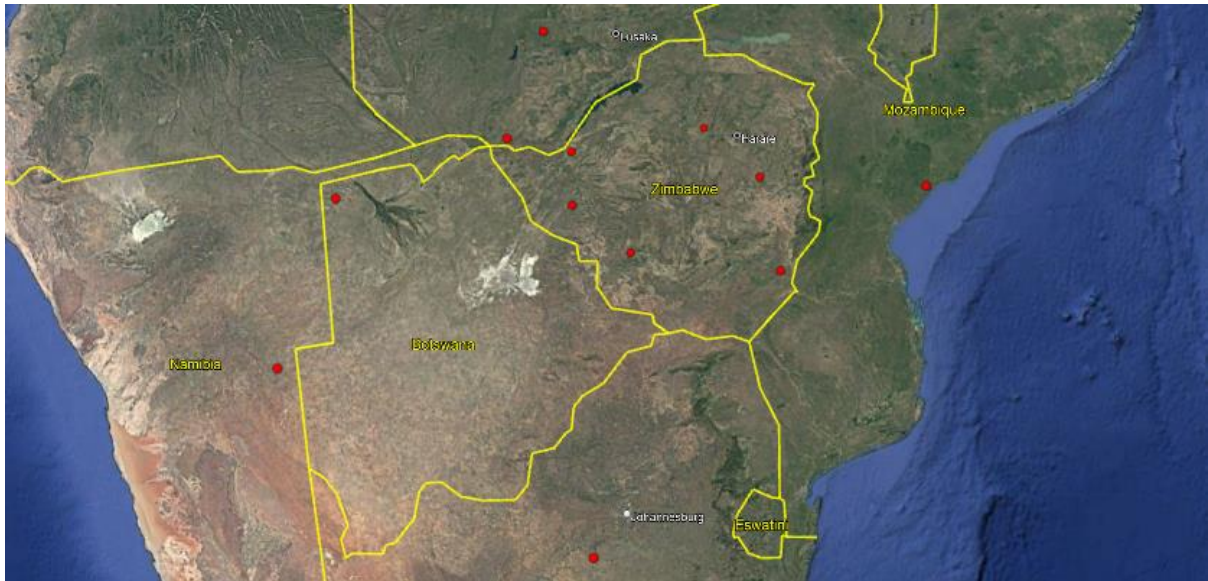 Lusaka
Mozambique
Harare
Zimbabwe
Botswana
Namibia
Johannesburg
Eswatini